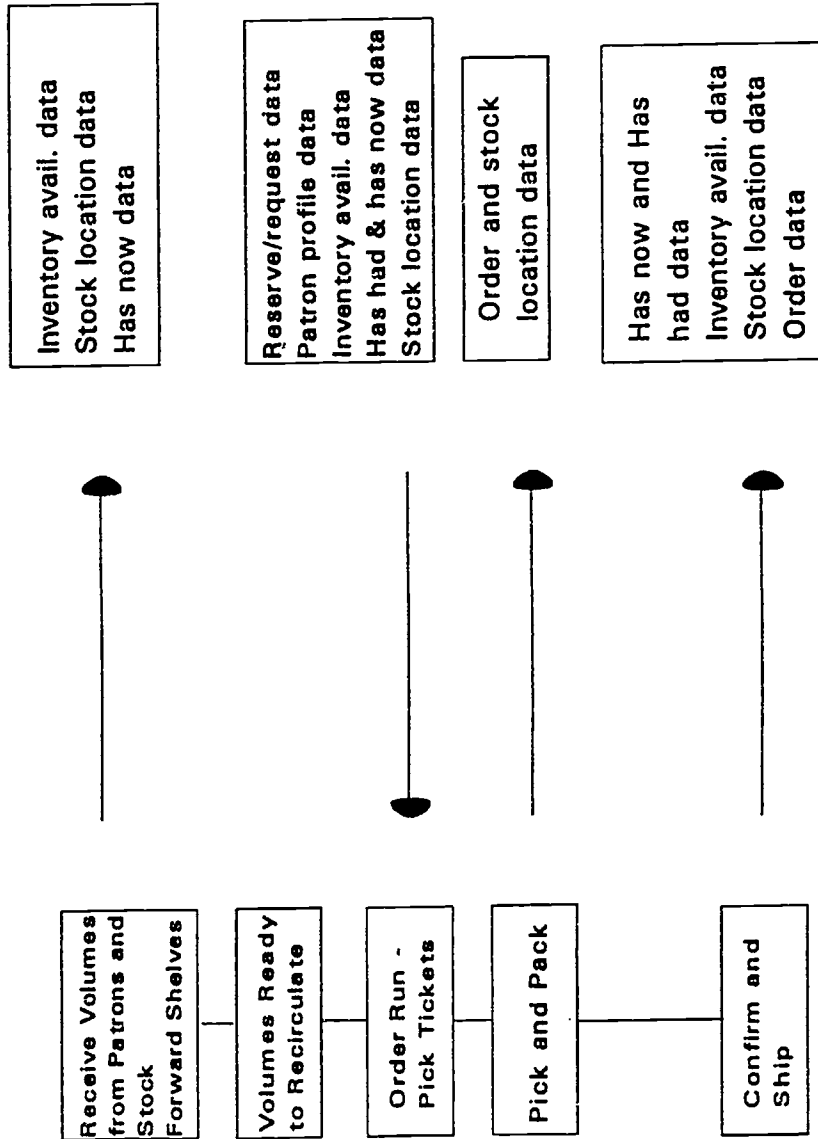 Receive Volumes
from Patrons and
Stock
Forward Shelves
Inventory avail. data
Stock location data
Has now data
Volumes Ready
to Recirculate
Order Run -
Pick Tickets
Reserve/request data
Patron profile data
Inventory avail. data
Has had & has now data
Stock location data
Pick and Pack
Order and stock
location data
Confirm and
Ship
Has now and Has
had data
Inventory avail. data
Stock location data
Order data